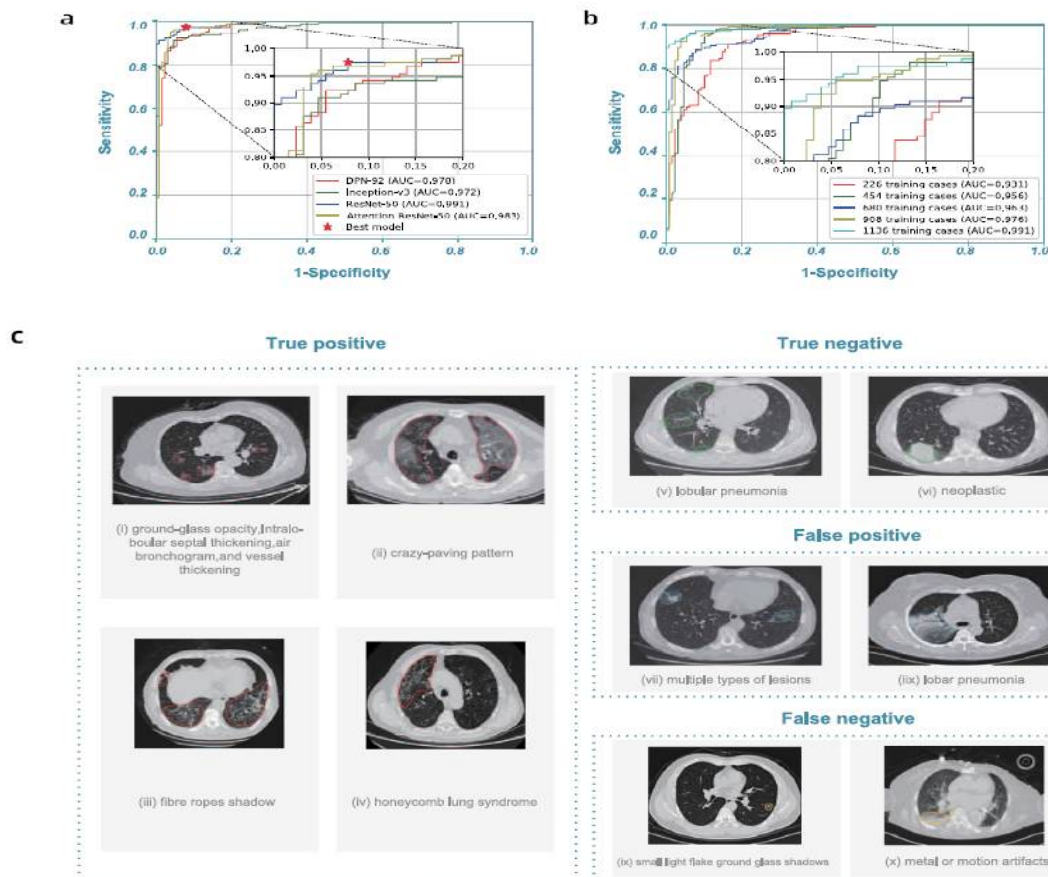 a
1.0
0.8
0.6
0.4
0.2
0.0
Sensitivity
0.0 0.2 0.4 0.6 0.8 1.0
1-Specificity
1.00
0.95
0.90
0.85
0.80
0.00 0.05 0.10 0.15 0.20
DPN-92 (AUC=0.978)
Inception-v3 (AUC=0.972)
ResNet-50 (AUC=0.991)
Attention ResNet-50 (AUC=0.983)
Best model
b
1.0
0.8
0.6
0.4
0.2
0.0
Sensitivity
0.0 0.2 0.4 0.6 0.8 1.0
1-Specificity
1.00
0.95
0.90
0.85
0.80
0.00 0.05 0.10 0.15 0.20
226 training cases (AUC=0.931)
454 training cases (AUC=0.956)
680 training cases (AUC=0.963)
908 training cases (AUC=0.976)
1136 training cases (AUC=0.991)
c
True positive
(i) ground-glass opacity,Intralo-
boular septal thickening,air
bronchogram,and vessel
thickening
(ii) crazy-paving pattern
(iii) fibre ropes shadow
(iv) honeycomb lung syndrome
True negative
(v) lobular pneumonia
(vi) neoplastic
False positive
(vii) multiple types of lesions
(iix) lobar pneumonia
False negative
(ix) small light flake ground glass shadows
(x) metal or motion artifacts